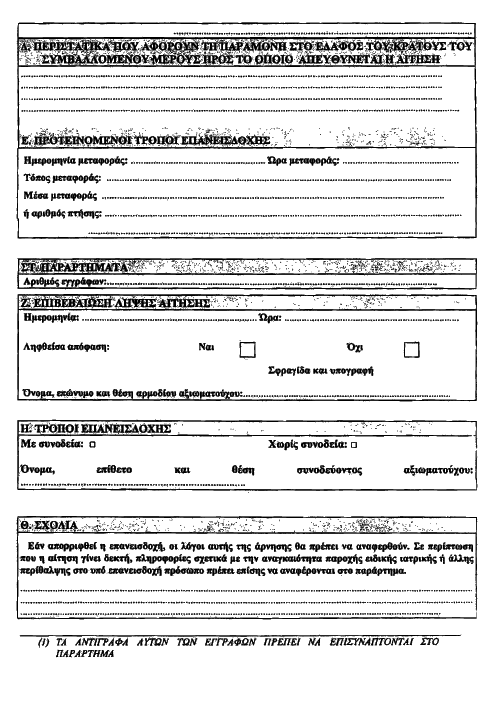 Δ. ΠΕΡΙΣΤΑΤΙΚΑ ΠΟΥ ΑΦΟΡΟΥΝ ΤΗ ΠΑΡΑΜΟΝΗ ΣΤΟ ΕΔΑΦΟΣ ΤΟΥ ΚΡΑΤΟΥΣ ΤΟΥ
ΣΥΜΒΑΛΛΟΜΕΝΟΥ ΜΕΡΟΥΣ ΠΡΟΣ ΤΟ ΟΠΟΙΟ ΑΠΕΥΘΥΝΕΤΑΙ Η ΑΙΤΗΣΗ
Ε. ΠΡΟΤΕΙΝΟΜΕΝΟΙ ΤΡΟΠΟΙ ΕΠΑΝΕΙΣΔΟΧΗΣ
Ημερομηνία μεταφοράς: Ώρα μεταφοράς:
Τόπος μεταφοράς:
Μέσα μεταφοράς
ή αριθμός πτήσης:
ΣΤ. ΠΑΡΑΡΤΗΜΑΤΑ
Αριθμός εγγράφων:
Ζ. ΕΠΙΒΕΒΑΙΩΣΗ ΛΗΨΗΣ ΑΙΤΗΣΗΣ
Ημερομηνία: Ώρα:
Ληφθείσα απόφαση: Ναι Όχι
Σφραγίδα και υπογραφή
Όνομα, επώνυμο και θέση αρμοδίου αξιωματούχου:
Η. ΤΡΟΠΟΙ ΕΠΑΝΕΙΣΔΟΧΗΣ
Με συνοδεία: □ Χωρίς συνοδεία: □
Όνομα, επίθετο και θέση συνοδεύοντος αξιωματούχου:
Θ. ΣΧΟΛΙΑ
Εάν απορριφθεί η επανεισδοχή, οι λόγοι αυτής της άρνησης θα πρέπει να αναφερθούν. Σε περίπτωση
που η αίτηση γίνει δεκτή, πληροφορίες σχετικά με την αναγκαιότητα παροχής ειδικής ιατρικής ή άλλης
περίθαλψης στο υπό επανεισδοχή πρόσωπο πρέπει επίσης να αναφέρονται στο παράρτημα.
(i) ΤΑ ΑΝΤΙΓΡΑΦΑ ΑΥΤΩΝ ΤΩΝ ΕΓΓΡΑΦΩΝ ΠΡΕΠΕΙ ΝΑ ΕΠΙΣΥΝΑΠΤΟΝΤΑΙ ΣΤΟ
ΠΑΡΑΡΤΗΜΑ